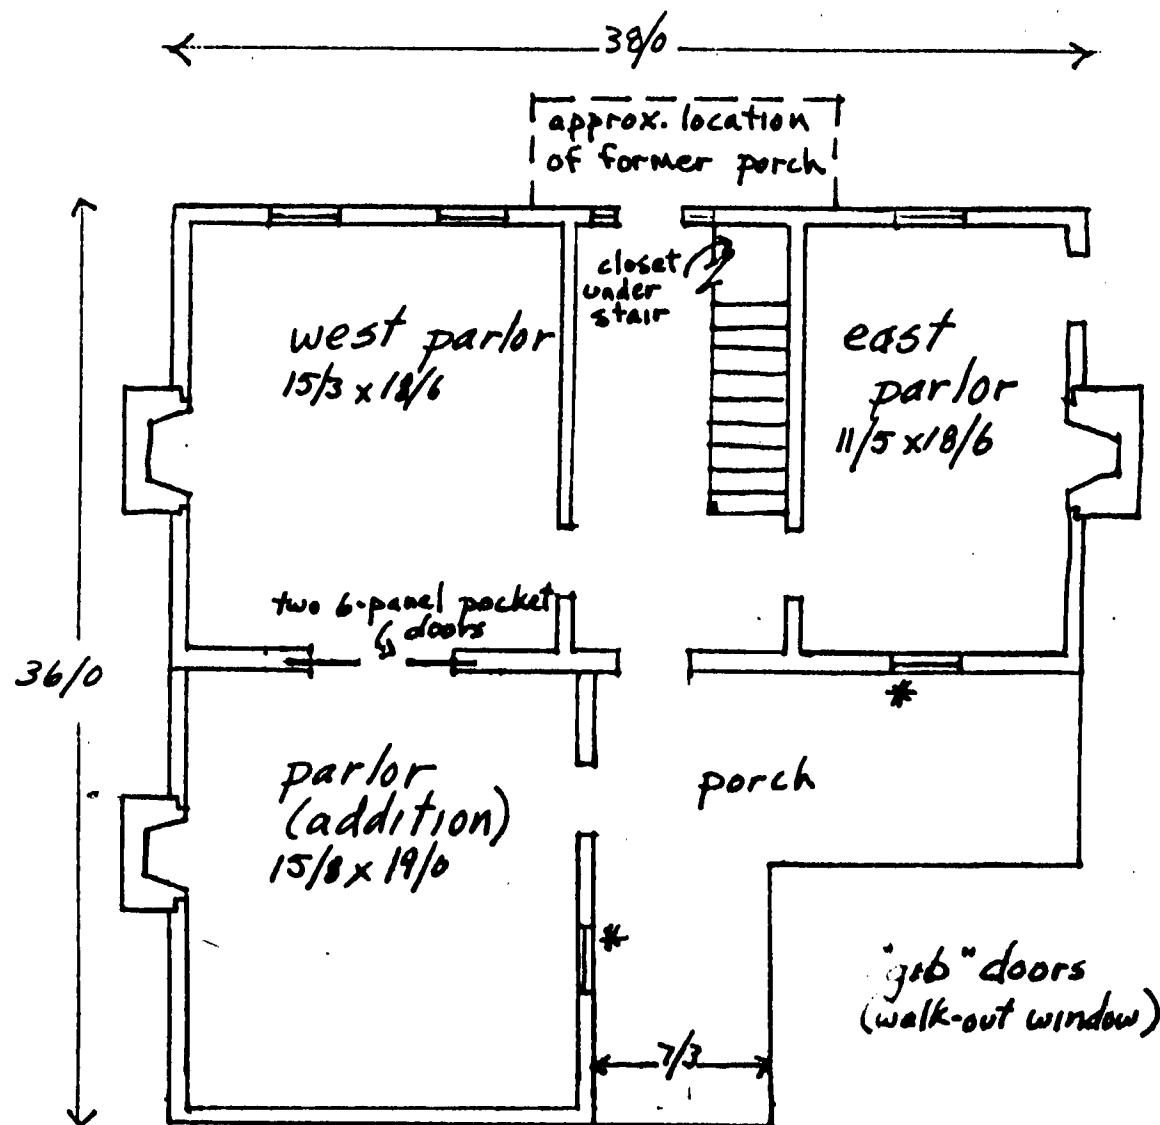 38/0
approx. location
of former porch
closet
under
stair
west parlor
15/3 x 18/6
east
parlor
11/5 x 18/6
two 6-panel pocket
doors
36/0
*
parlor
(addition)
15/8 x 19/0
porch
*
"jib" doors
(walk-out window)
7/3